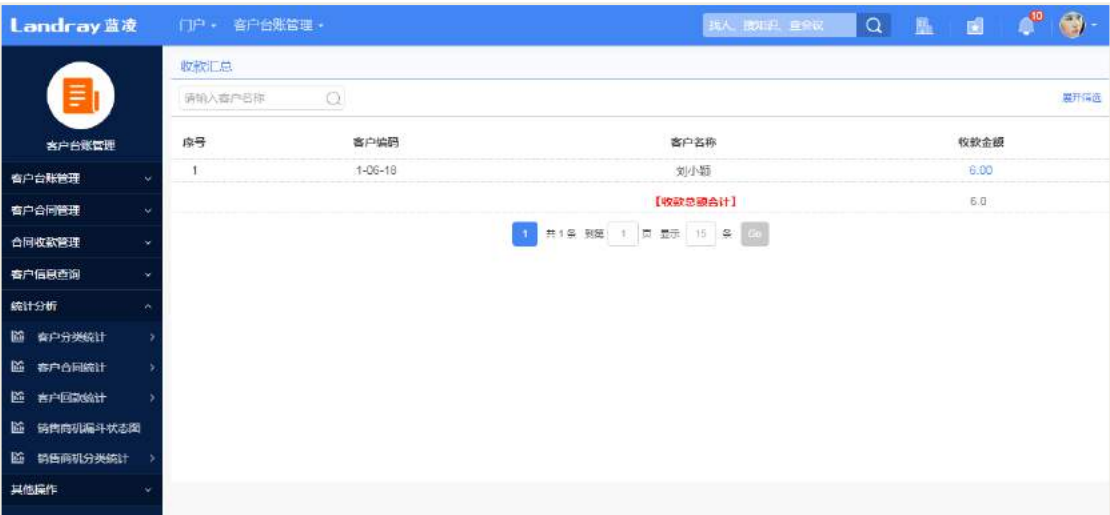 Landray 蓝凌 门户 客户台账管理 找人、搜知识、查会议 10
收款汇总
请输入客户名称 展开筛选
客户台账管理
序号 客户编码 客户名称 收款金额
1 1-06-18 刘小颖 6.00
【收款总额合计】 6.0
1 共1条 到第 1 页 显示 15 条 Go
客户台账管理
客户合同管理
合同收款管理
客户信息查询
统计分析
客户分类统计
客户合同统计
客户回款统计
销售商机漏斗状态图
销售商机分类统计
其他操作